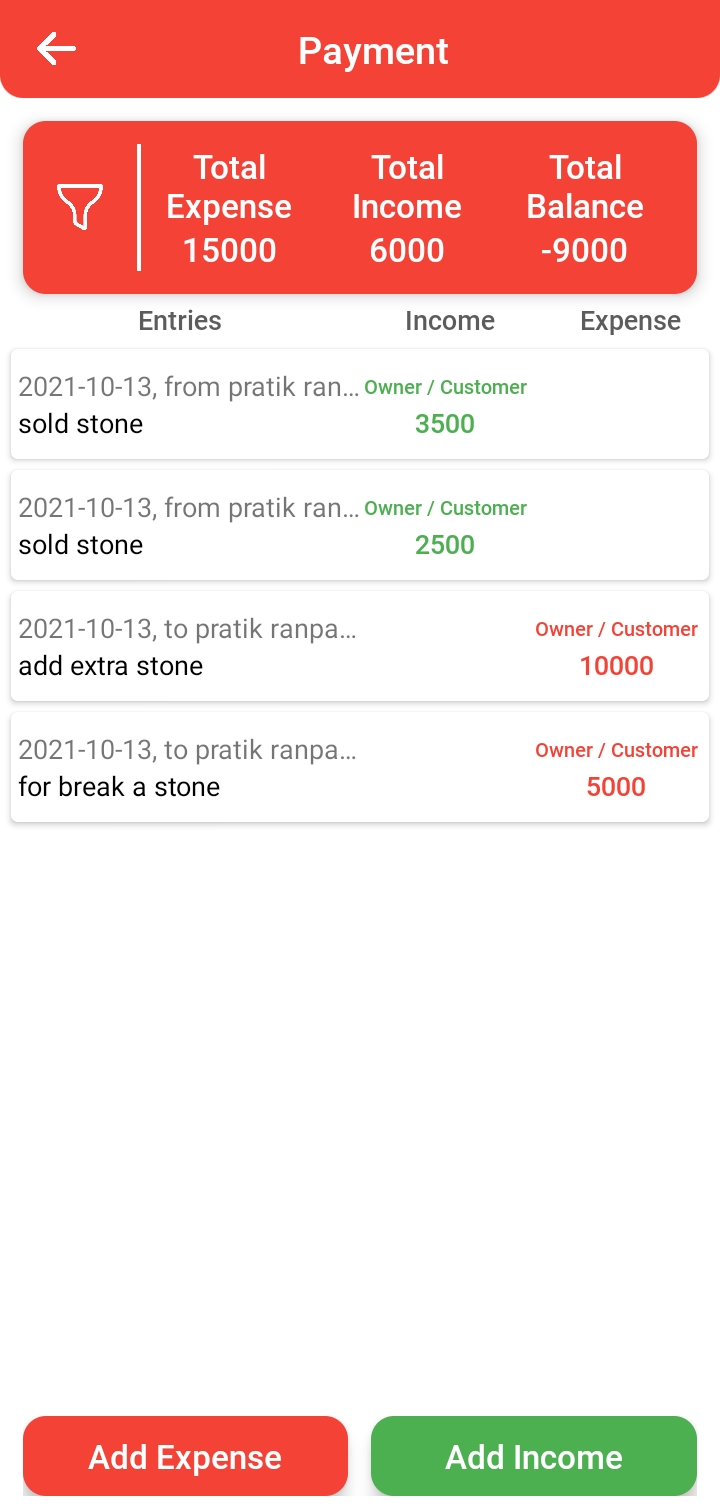 Payment
Total Expense 15000
Total Income 6000
Total Balance -9000
Entries Income Expense
2021-10-13, from pratik ran... Owner / Customer
sold stone 3500
2021-10-13, from pratik ran... Owner / Customer
sold stone 2500
2021-10-13, to pratik ranpa... Owner / Customer
add extra stone 10000
2021-10-13, to pratik ranpa... Owner / Customer
for break a stone 5000
Add Expense Add Income